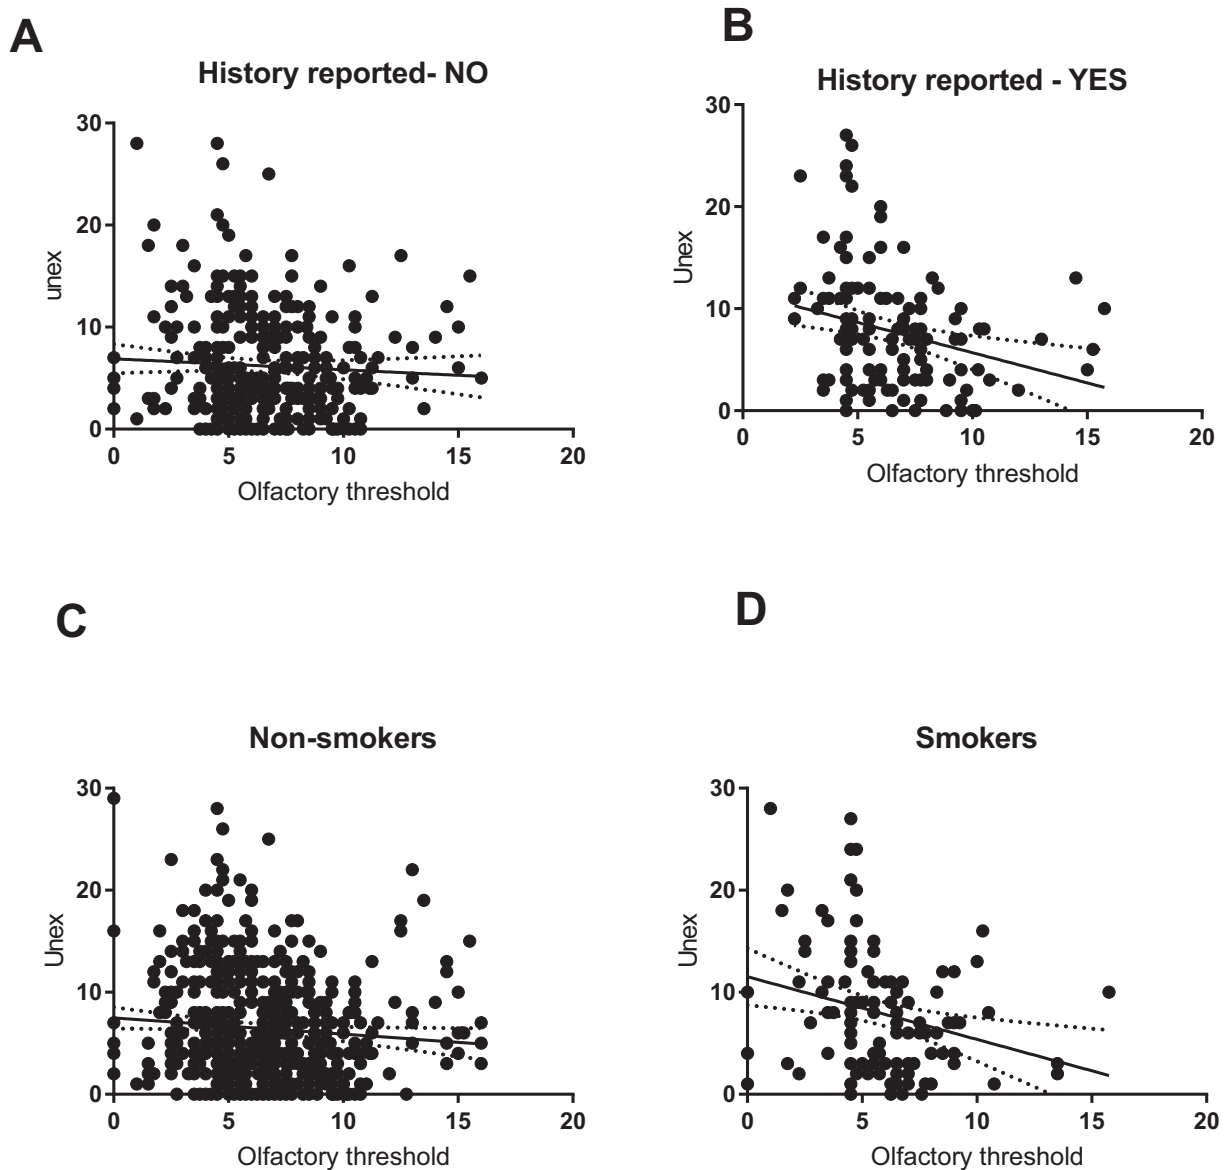 A
History reported- NO
30
20
10
0
unex
0 5 10 15 20
Olfactory threshold
B
History reported - YES
30
20
10
0
Unex
0 5 10 15 20
Olfactory threshold
C
Non-smokers
30
20
10
0
Unex
0 5 10 15 20
Olfactory threshold
D
Smokers
30
20
10
0
Unex
0 5 10 15 20
Olfactory threshold